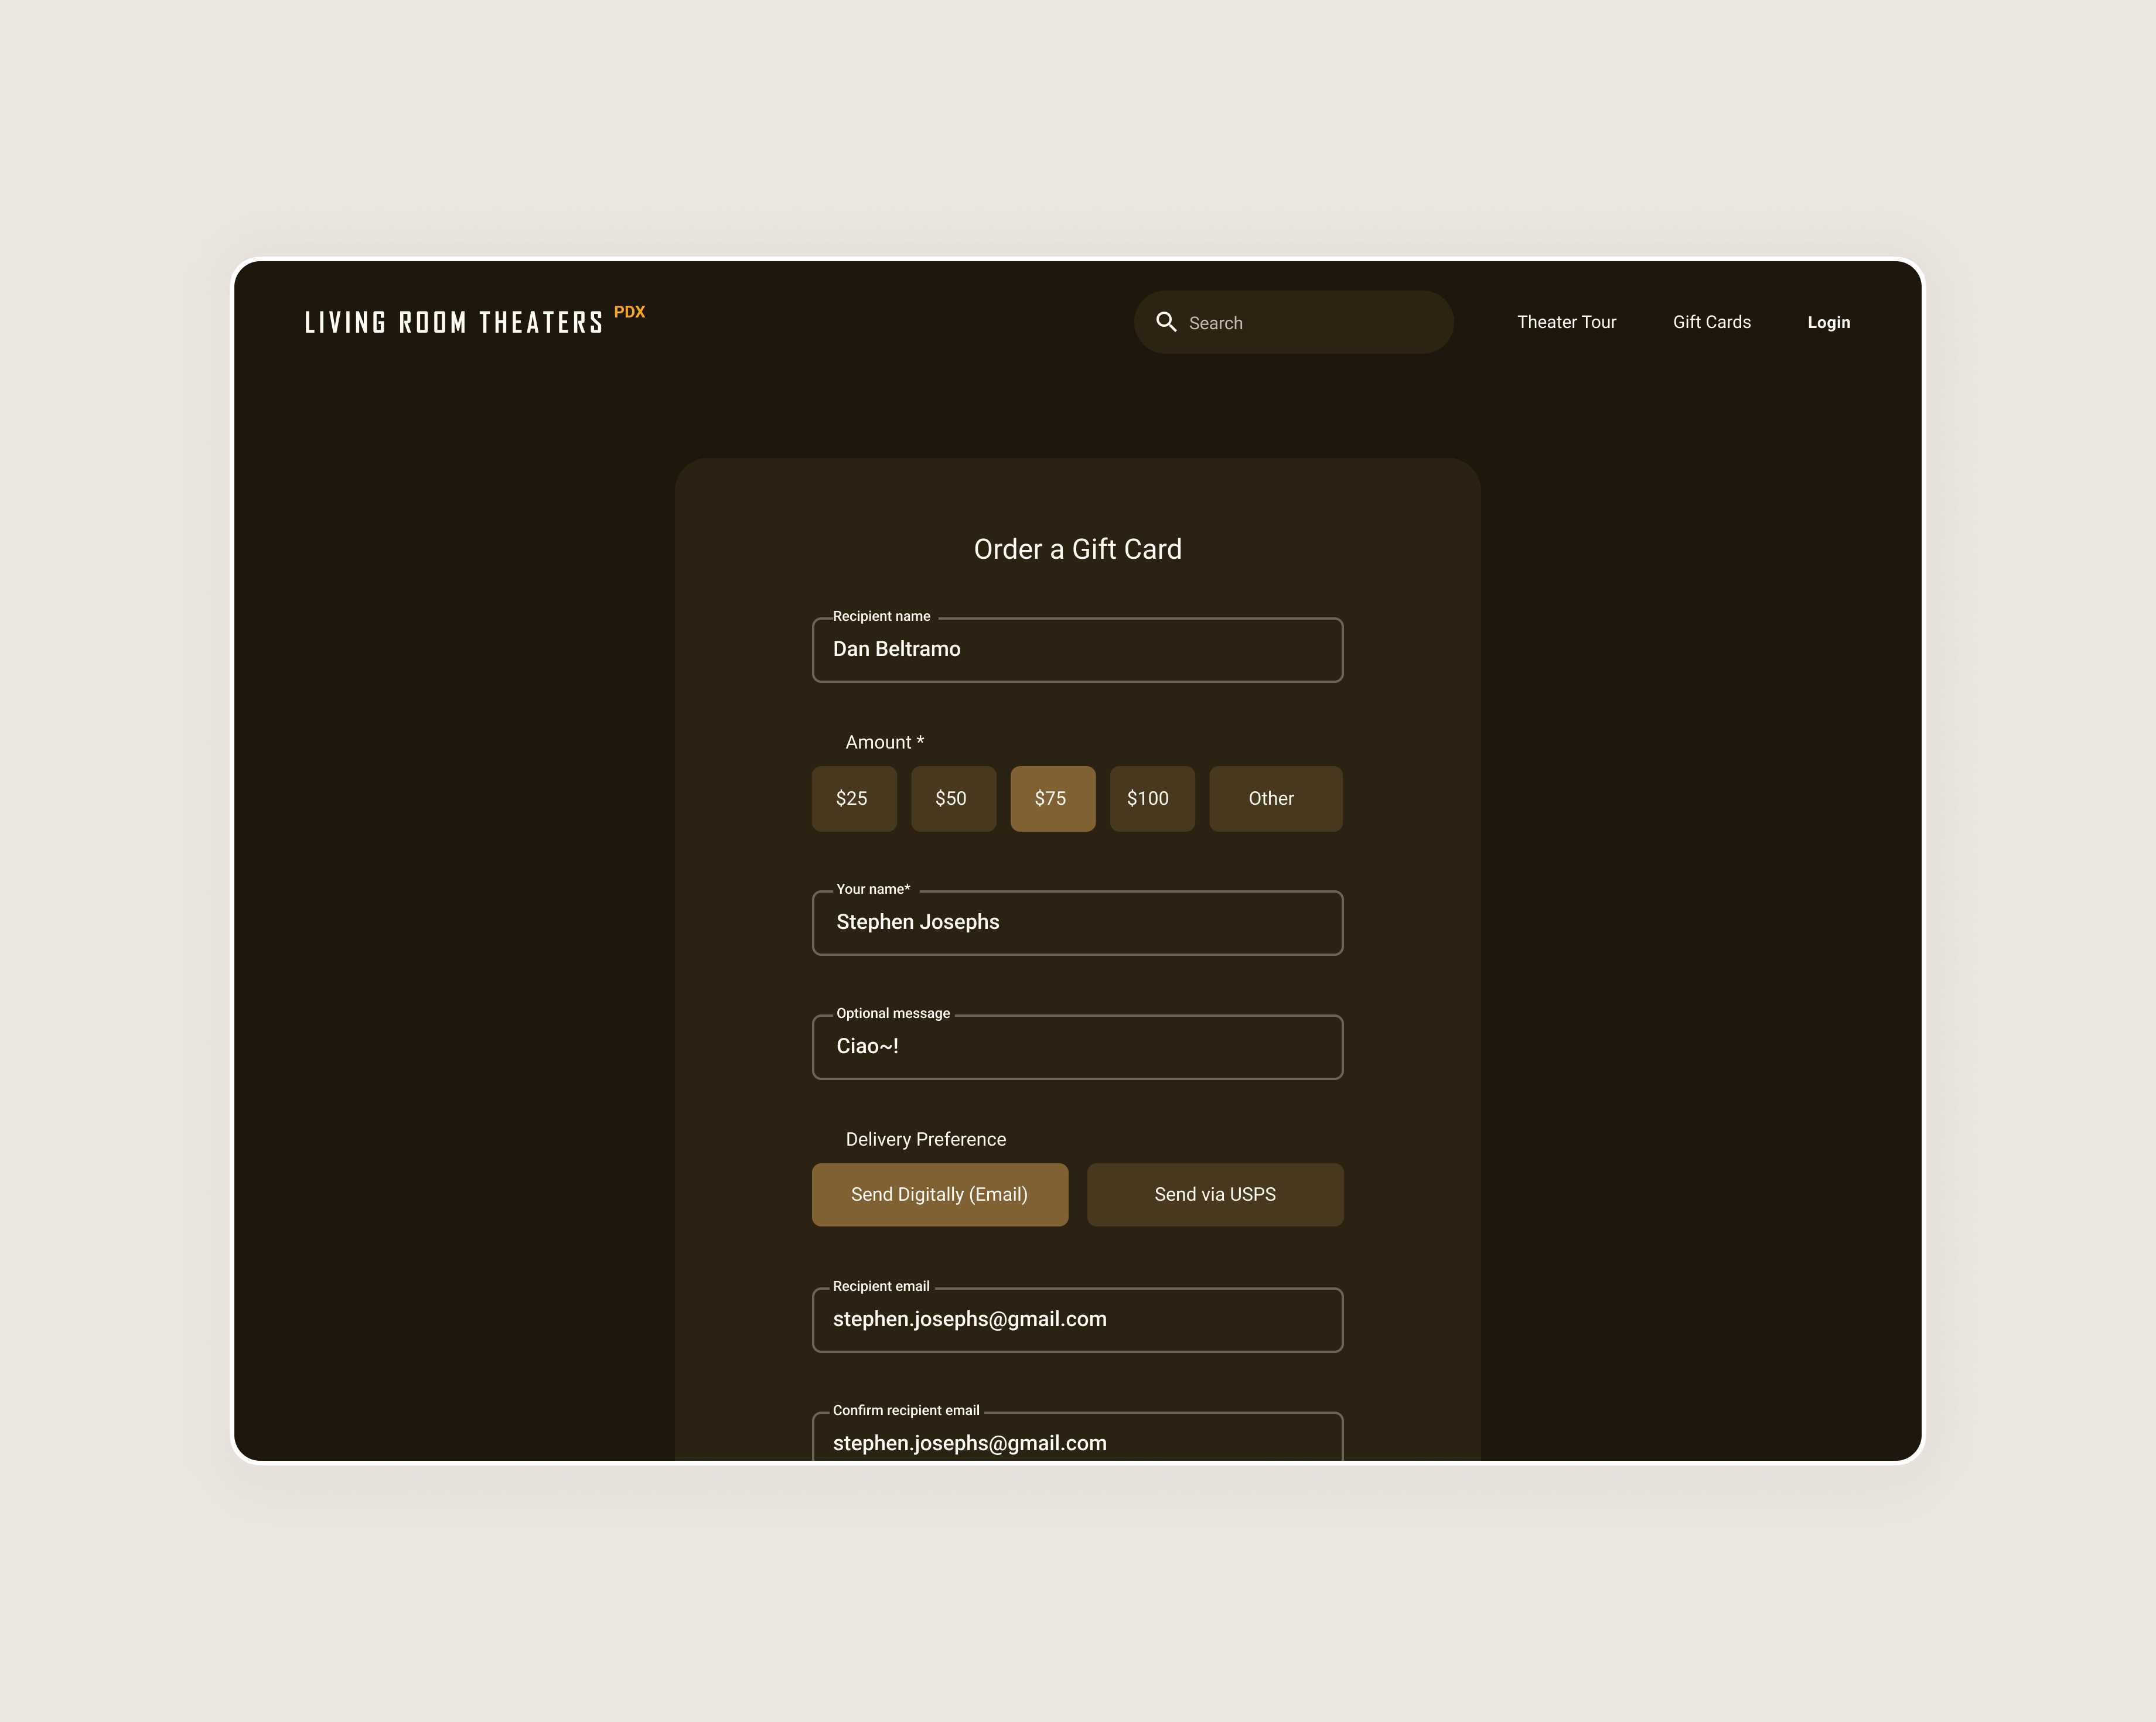 LIVING ROOM THEATERS PDX
Search
Theater Tour
Gift Cards
Login
Order a Gift Card
Recipient name
Dan Beltramo
Amount *
$25
$50
$75
$100
Other
Your name*
Stephen Josephs
Optional message
Ciao~!
Delivery Preference
Send Digitally (Email)
Send via USPS
Recipient email
stephen.josephs@gmail.com
Confirm recipient email
stephen.josephs@gmail.com